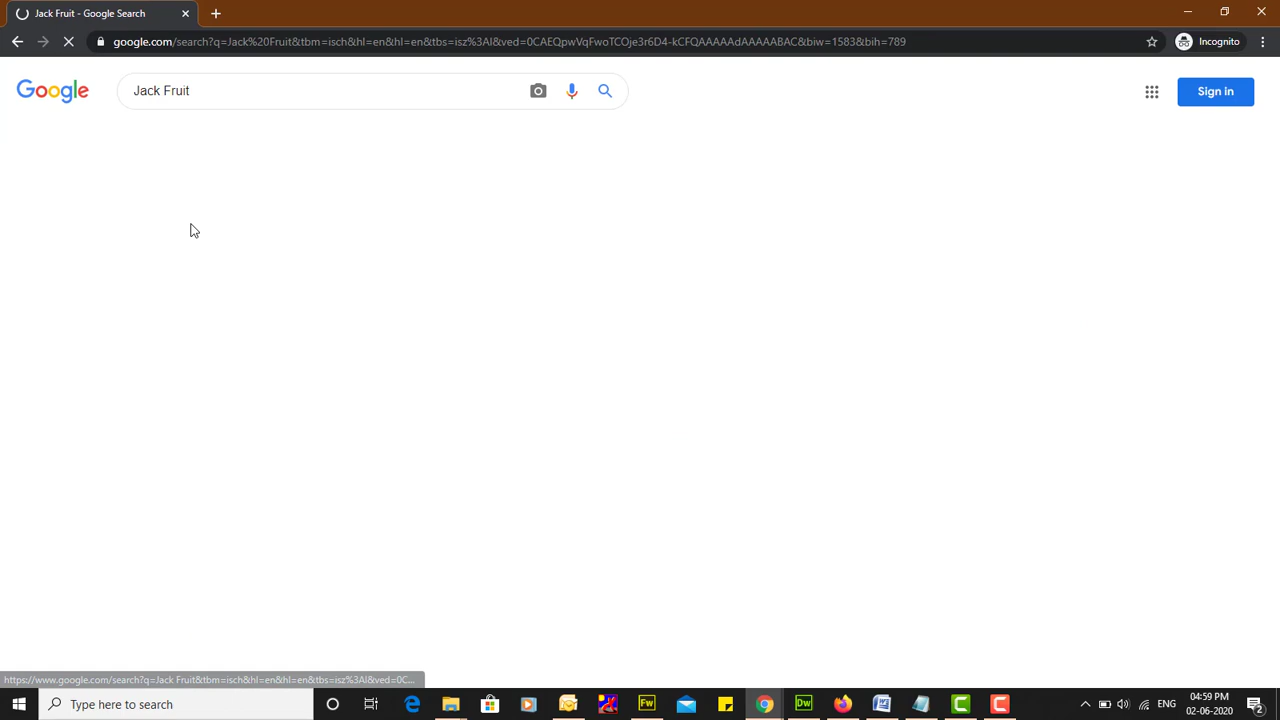 Jack Fruit - Google Search
google.com/search?q=Jack%20Fruit&tbm=isch&hl=en&hl=en&tbs=isz%3Al&ved=0CAEQpwVqFwoTCOje3r6D4-kCFQAAAAAdAAAAABAC&biw=1583&bih=789
Incognito
Google
Jack Fruit
Sign in
https://www.google.com/search?q=Jack Fruit&tbm=isch&hl=en&hl=en&tbs=isz%3Al&ved=0C...
Type here to search
Fw
Dw
ENG
04:59 PM
02-06-2020
2